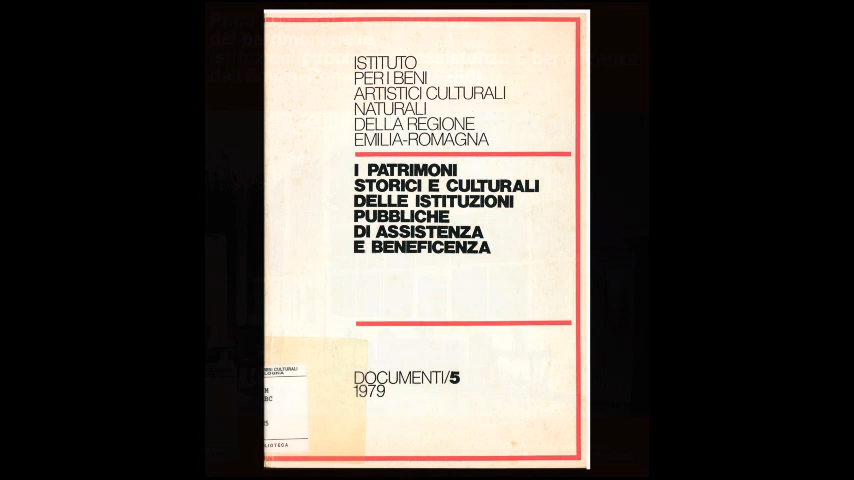 ISTITUTO
PER I BENI
ARTISTICI CULTURALI
NATURALI
DELLA REGIONE
EMILIA-ROMAGNA
I PATRIMONI
STORICI E CULTURALI
DELLE ISTITUZIONI
PUBBLICHE
DI ASSISTENZA
E BENEFICENZA
DOCUMENTI/5
1979
CULTURALI